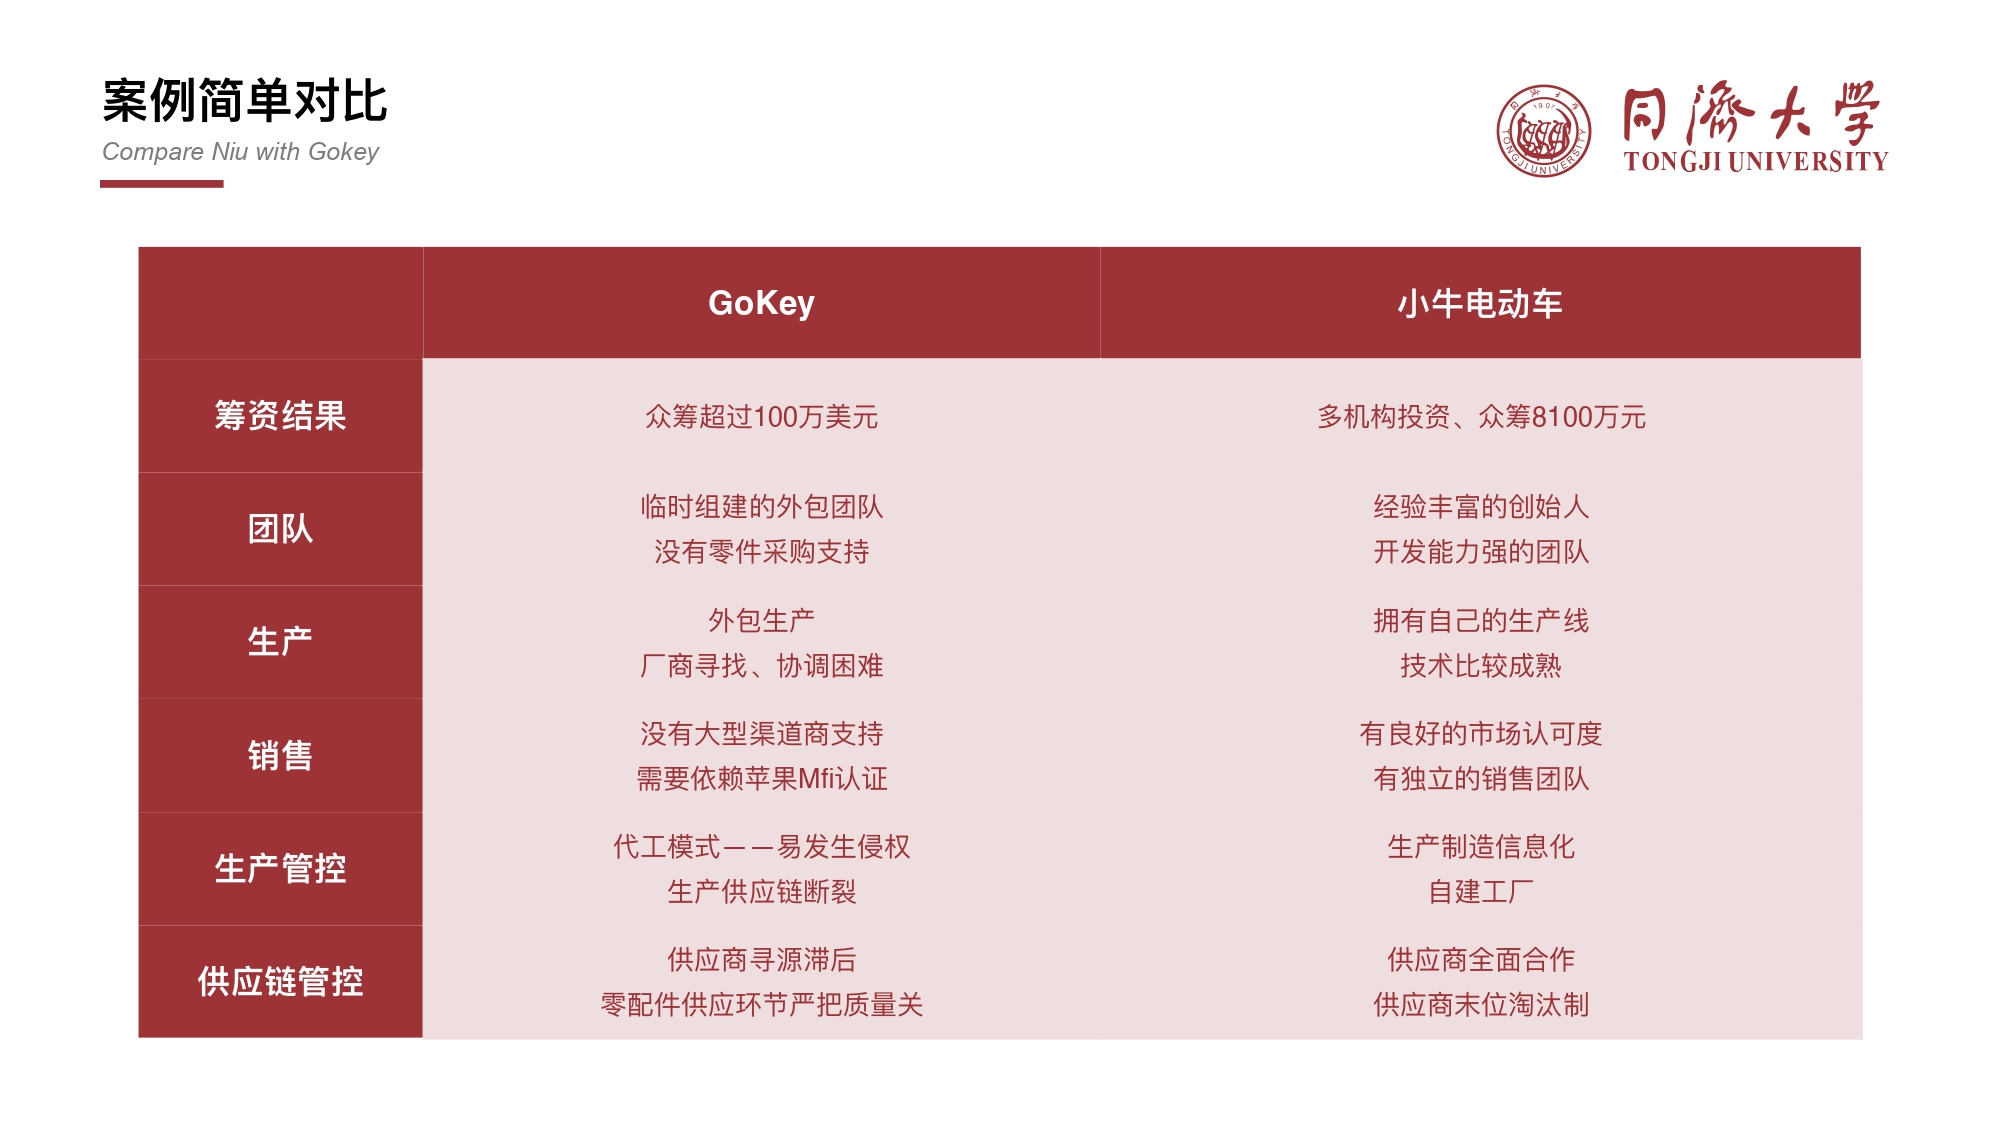 案例简单对比
Compare Niu with Gokey
同濟大學
TONGJI UNIVERSITY
1907
TONGJI UNIVERSITY
GoKey
小牛电动车
筹资结果
众筹超过100万美元
多机构投资、众筹8100万元
团队
临时组建的外包团队
没有零件采购支持
经验丰富的创始人
开发能力强的团队
生产
外包生产
厂商寻找、协调困难
拥有自己的生产线
技术比较成熟
销售
没有大型渠道商支持
需要依赖苹果Mfi认证
有良好的市场认可度
有独立的销售团队
生产管控
代工模式——易发生侵权
生产供应链断裂
生产制造信息化
自建工厂
供应链管控
供应商寻源滞后
零配件供应环节严把质量关
供应商全面合作
供应商末位淘汰制